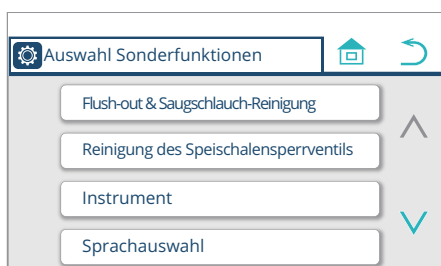 Auswahl Sonderfunktionen
Flush-out & Saugschlauch-Reinigung
Reinigung des Speischalensperrventils
Instrument
Sprachauswahl